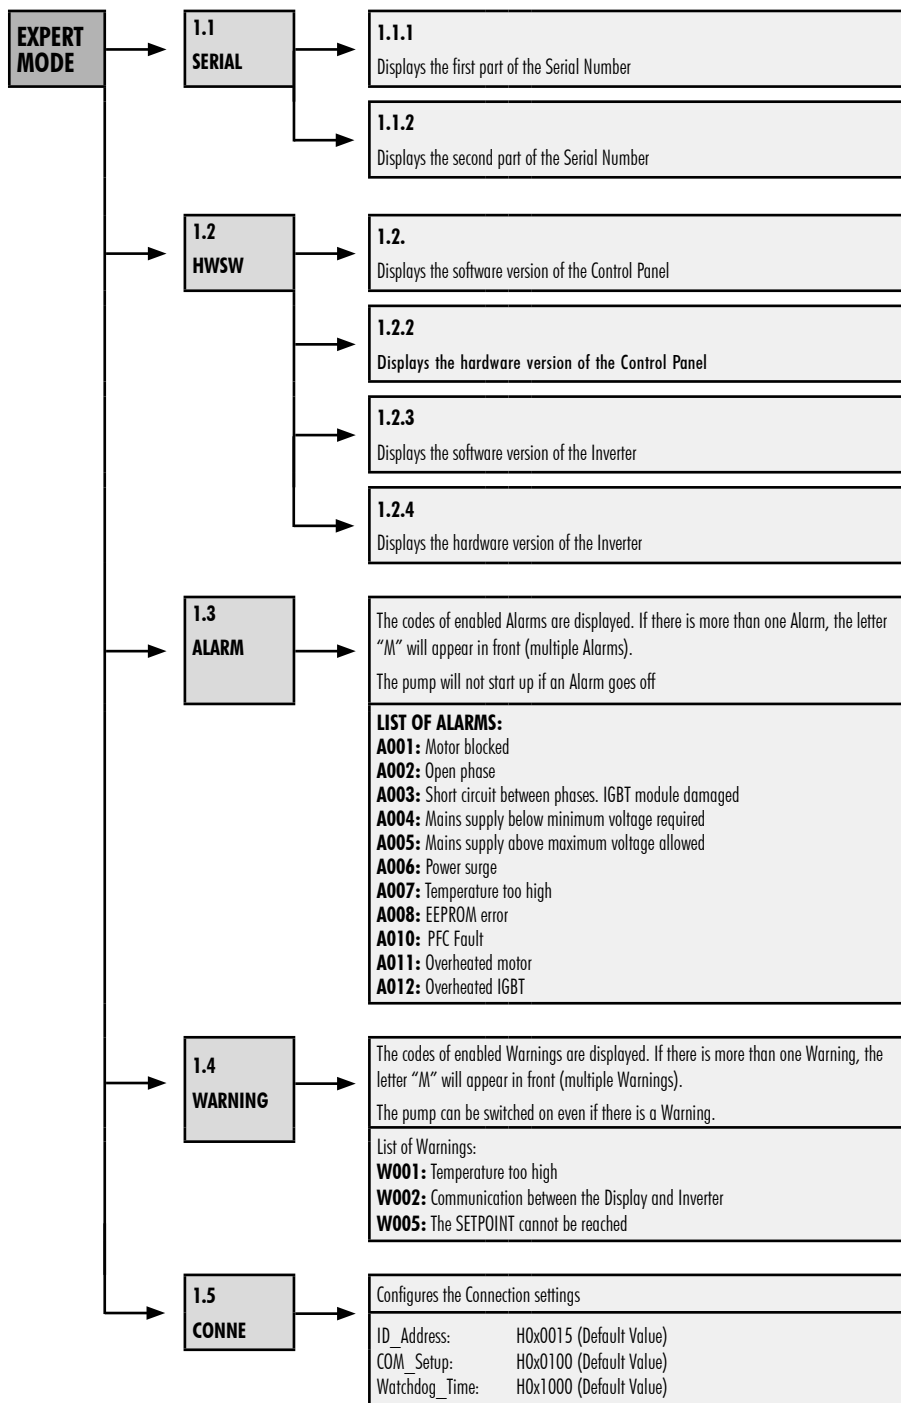 EXPERT
MODE
1.1
SERIAL
1.1.1
Displays the first part of the Serial Number
1.1.2
Displays the second part of the Serial Number
1.2
HWSW
1.2.
Displays the software version of the Control Panel
1.2.2
Displays the hardware version of the Control Panel
1.2.3
Displays the software version of the Inverter
1.2.4
Displays the hardware version of the Inverter
1.3
ALARM
The codes of enabled Alarms are displayed. If there is more than one Alarm, the letter
“M” will appear in front (multiple Alarms).
The pump will not start up if an Alarm goes off
LIST OF ALARMS:
A001: Motor blocked
A002: Open phase
A003: Short circuit between phases. IGBT module damaged
A004: Mains supply below minimum voltage required
A005: Mains supply above maximum voltage allowed
A006: Power surge
A007: Temperature too high
A008: EEPROM error
A010: PFC Fault
A011: Overheated motor
A012: Overheated IGBT
1.4
WARNING
The codes of enabled Warnings are displayed. If there is more than one Warning, the
letter “M” will appear in front (multiple Warnings).
The pump can be switched on even if there is a Warning.
List of Warnings:
W001: Temperature too high
W002: Communication between the Display and Inverter
W005: The SETPOINT cannot be reached
1.5
CONNE
Configures the Connection settings
ID_Address: H0x0015 (Default Value)
COM_Setup: H0x0100 (Default Value)
Watchdog_Time: H0x1000 (Default Value)